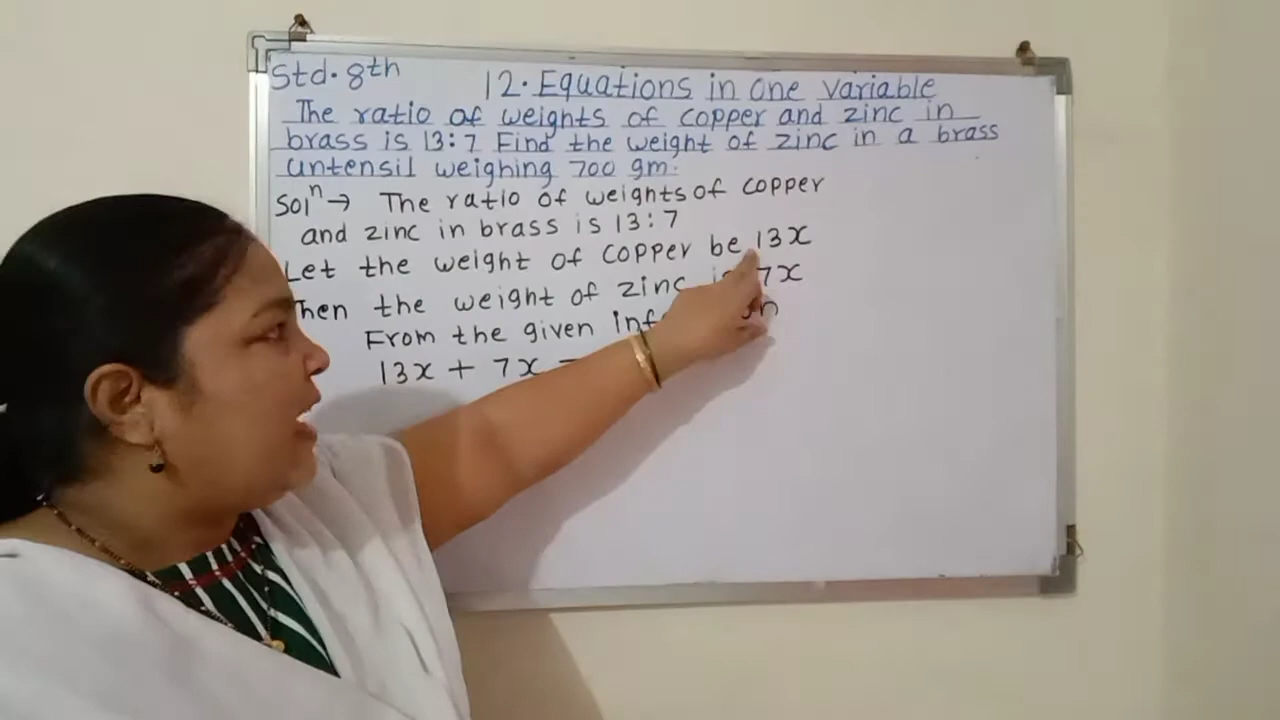 Std. 8th 12. Equations in one variable
The ratio of weights of copper and zinc in
brass is 13:7 Find the weight of zinc in a brass
untensil weighing 700 gm.
Solⁿ → The ratio of weights of copper
and zinc in brass is 13:7
Let the weight of copper be 13x
Then the weight of zinc 7x
From the given
13x + 7x